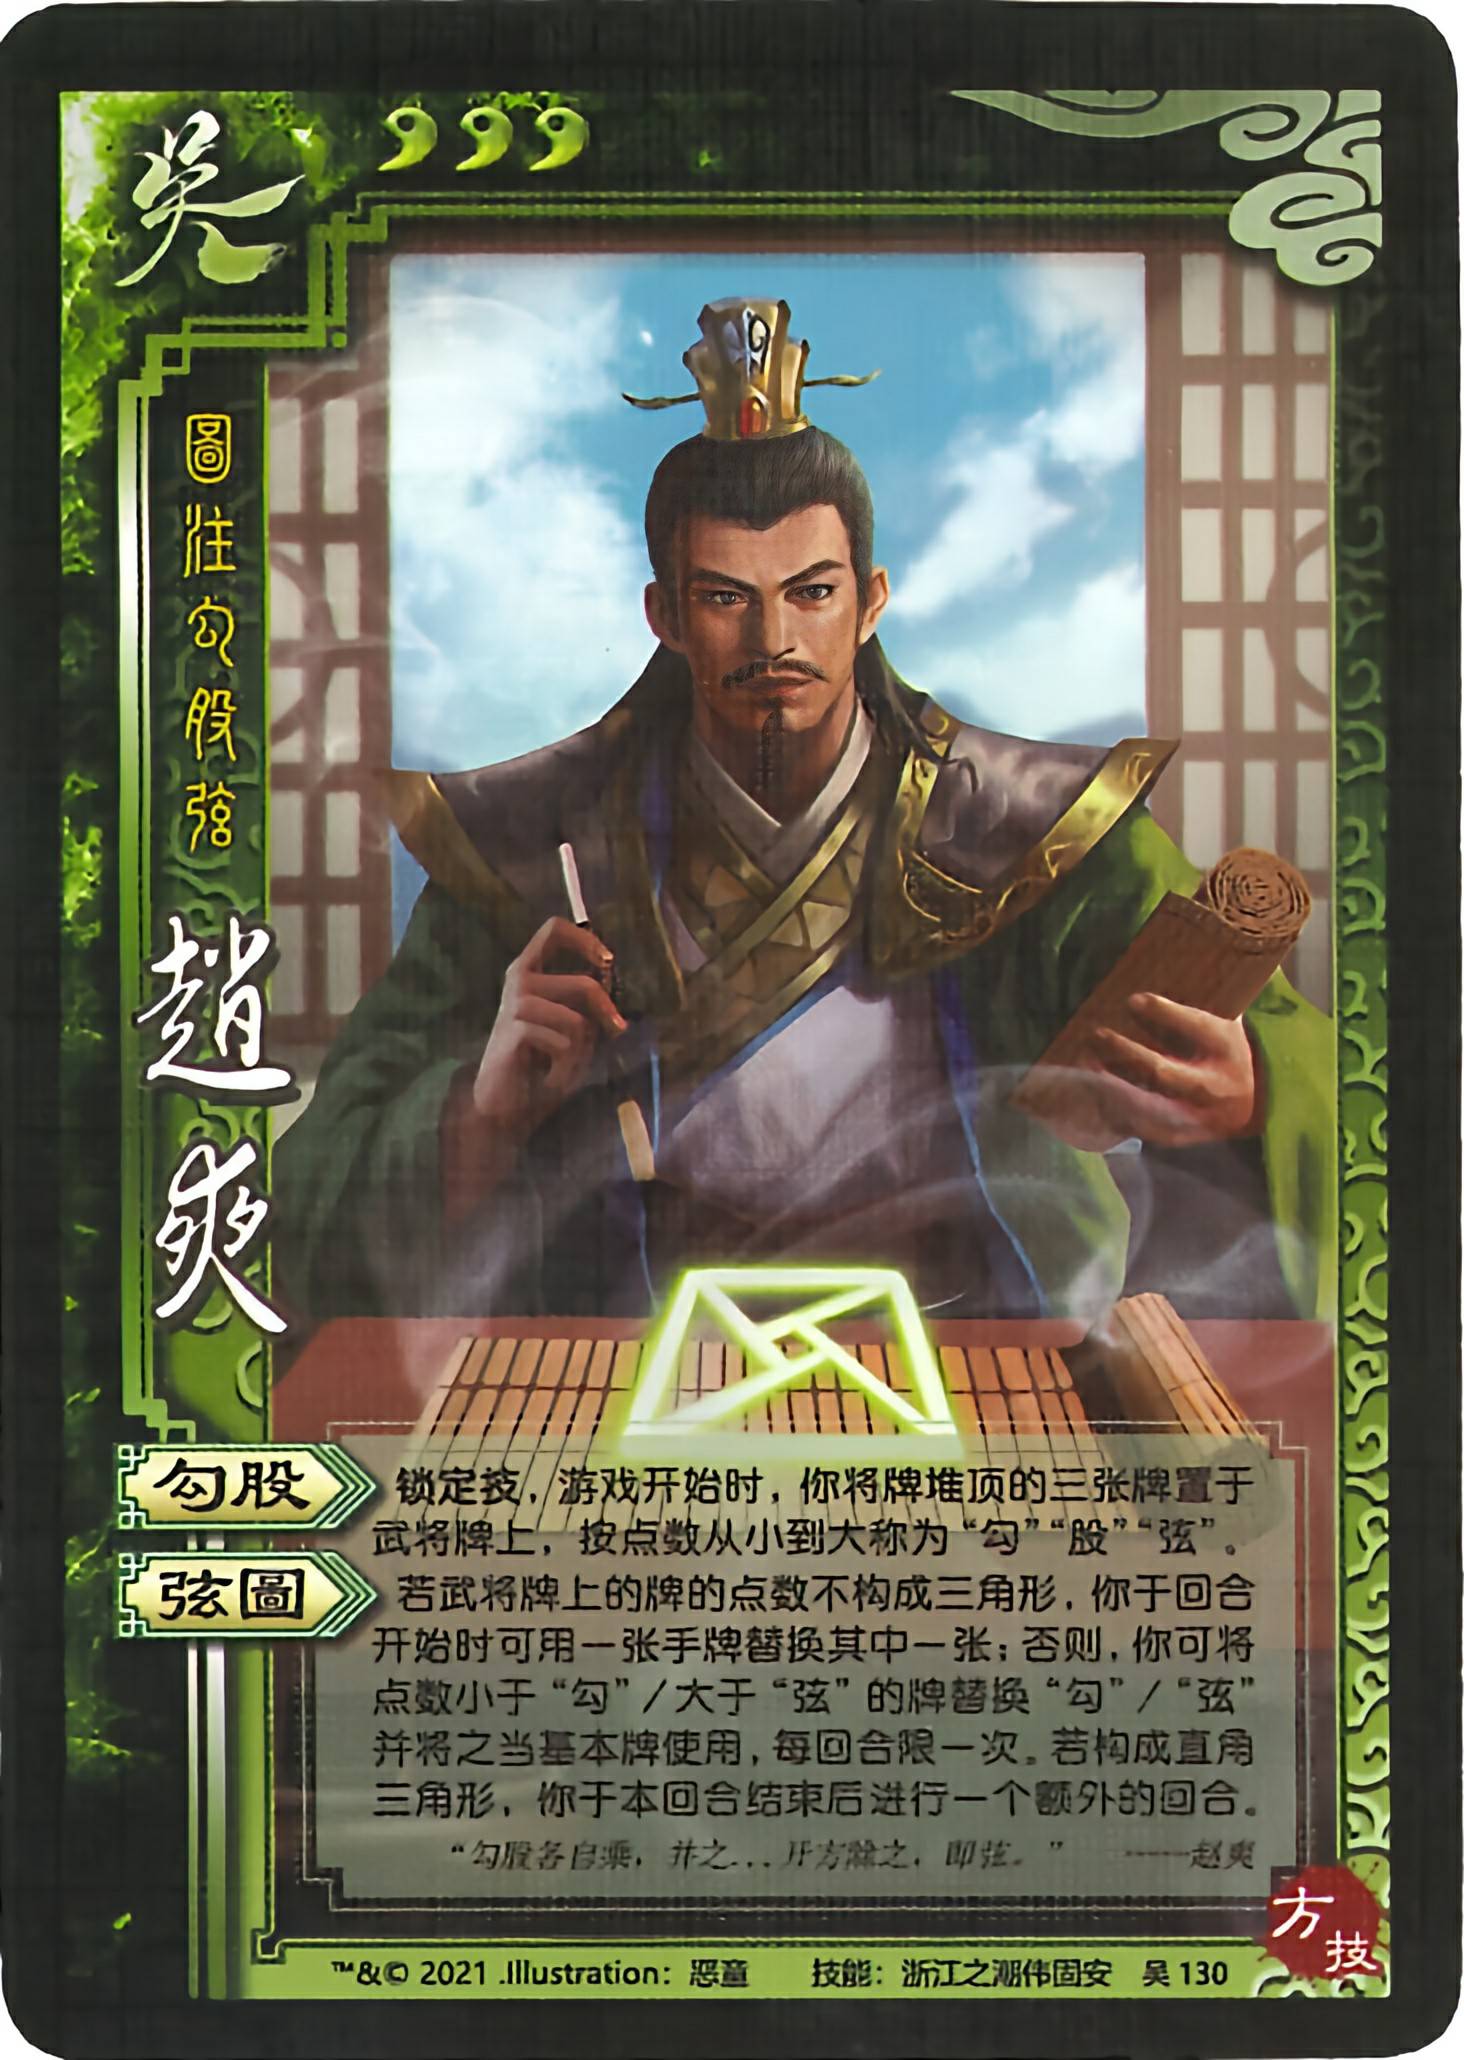 吴
圖注勾股弦
趙爽
勾股
锁定技，游戏开始时，你将牌堆顶的三张牌置于
武将牌上，按点数从小到大称为“勾”“股”“弦”。
弦圖
若武将牌上的牌的点数不构成三角形，你于回合
开始时可用一张手牌替换其中一张；否则，你可将
点数小于“勾”/大于“弦”的牌替换“勾”/“弦”
并将之当基本牌使用，每回合限一次。若构成直角
三角形，你于本回合结束后进行一个额外的回合。
“勾股各自乘，并之...开方除之，即弦。” ——赵爽
方技
™&© 2021 .Illustration：恶童 技能：浙江之潮伟固安 吴 130